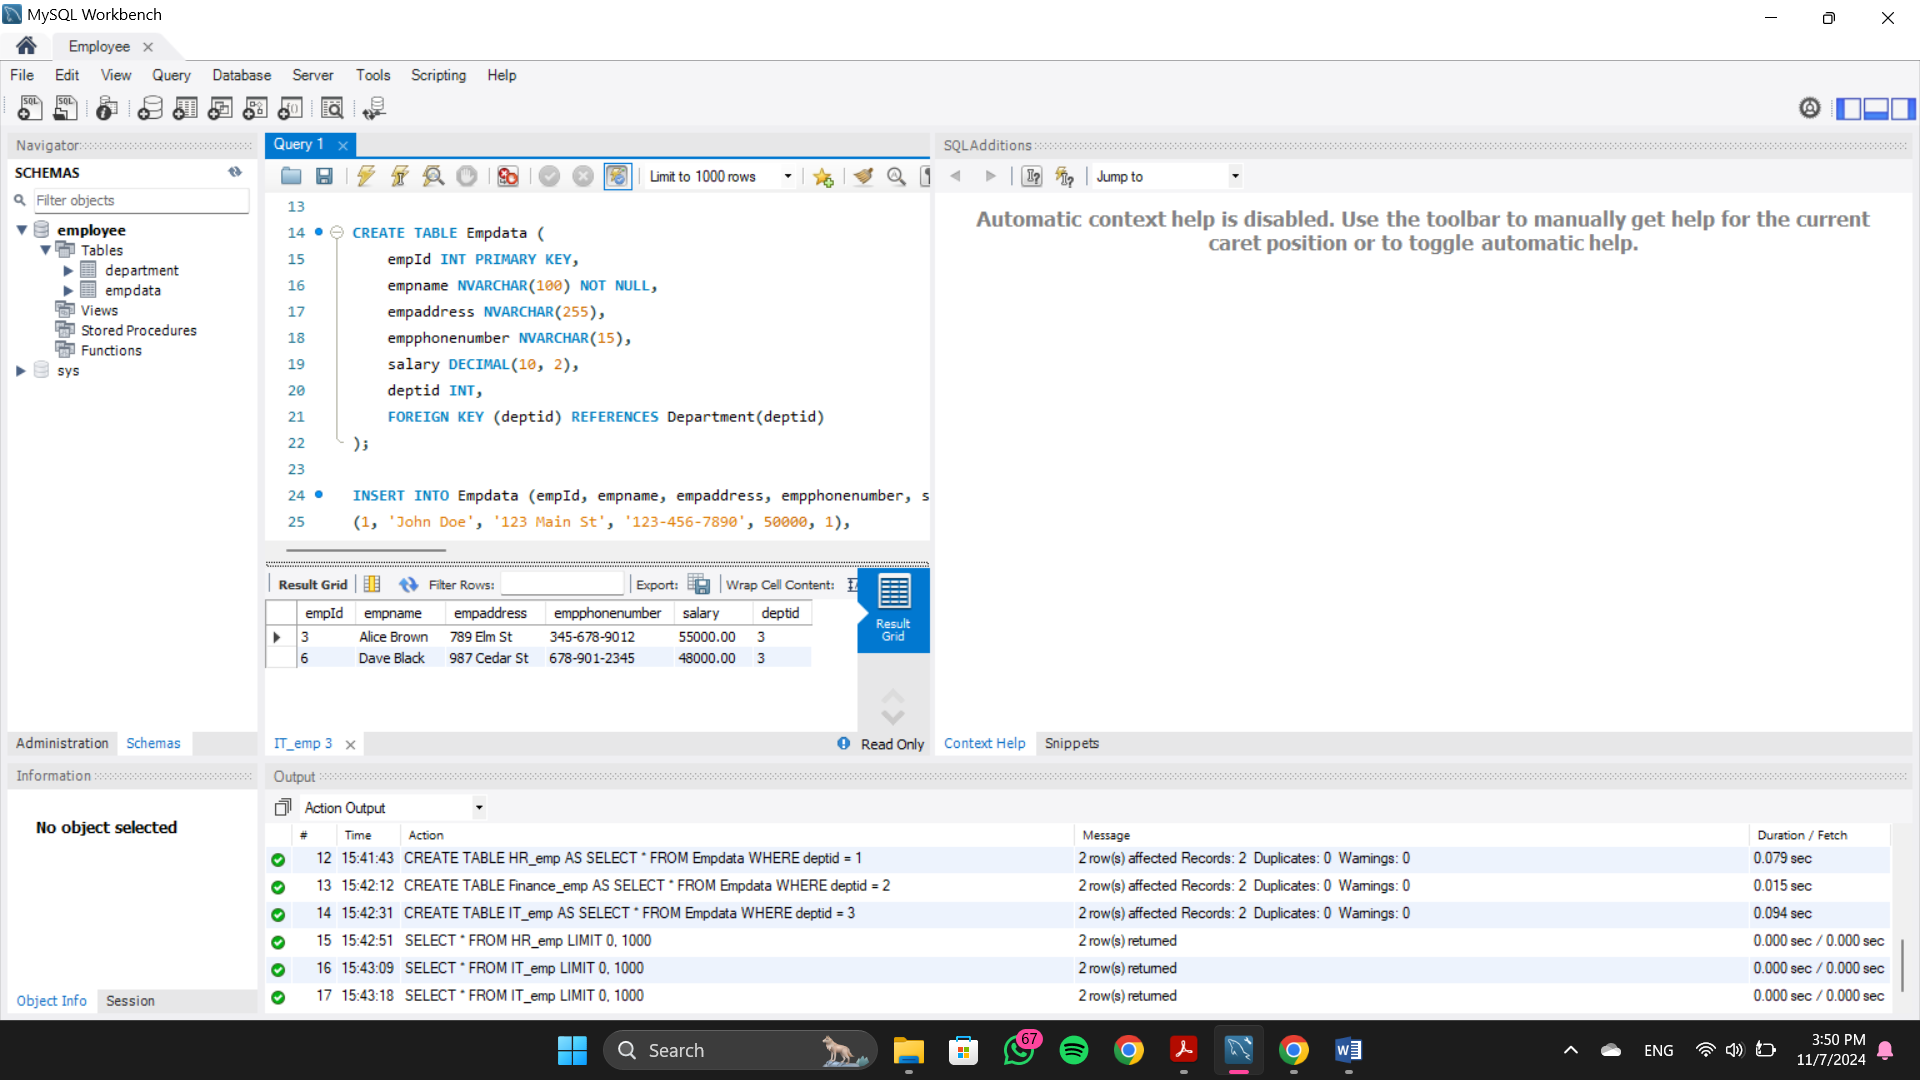 MySQL Workbench
Employee
File Edit View Query Database Server Tools Scripting Help
Navigator
SCHEMAS
Filter objects
employee
Tables
department
empdata
Views
Stored Procedures
Functions
sys
Administration Schemas
Information
No object selected
Object Info Session
Query 1
Limit to 1000 rows
13
14 CREATE TABLE Empdata (
15 empId INT PRIMARY KEY,
16 empname NVARCHAR(100) NOT NULL,
17 empaddress NVARCHAR(255),
18 empphonenumber NVARCHAR(15),
19 salary DECIMAL(10, 2),
20 deptid INT,
21 FOREIGN KEY (deptid) REFERENCES Department(deptid)
22 );
23
24 INSERT INTO Empdata (empId, empname, empaddress, empphonenumber, s
25 (1, 'John Doe', '123 Main St', '123-456-7890', 50000, 1),
Result Grid Filter Rows: Export: Wrap Cell Content:
empId empname empaddress empphonenumber salary deptid
3 Alice Brown 789 Elm St 345-678-9012 55000.00 3
6 Dave Black 987 Cedar St 678-901-2345 48000.00 3
Result
Grid
IT_emp 3
Read Only
SQLAdditions
Jump to
Automatic context help is disabled. Use the toolbar to manually get help for the current
caret position or to toggle automatic help.
Context Help Snippets
Output
Action Output
# Time Action Message Duration / Fetch
12 15:41:43 CREATE TABLE HR_emp AS SELECT * FROM Empdata WHERE deptid = 1 2 row(s) affected Records: 2 Duplicates: 0 Warnings: 0 0.079 sec
13 15:42:12 CREATE TABLE Finance_emp AS SELECT * FROM Empdata WHERE deptid = 2 2 row(s) affected Records: 2 Duplicates: 0 Warnings: 0 0.015 sec
14 15:42:31 CREATE TABLE IT_emp AS SELECT * FROM Empdata WHERE deptid = 3 2 row(s) affected Records: 2 Duplicates: 0 Warnings: 0 0.094 sec
15 15:42:51 SELECT * FROM HR_emp LIMIT 0, 1000 2 row(s) returned 0.000 sec / 0.000 sec
16 15:43:09 SELECT * FROM IT_emp LIMIT 0, 1000 2 row(s) returned 0.000 sec / 0.000 sec
17 15:43:18 SELECT * FROM IT_emp LIMIT 0, 1000 2 row(s) returned 0.000 sec / 0.000 sec
Search
67
ENG
3:50 PM
11/7/2024